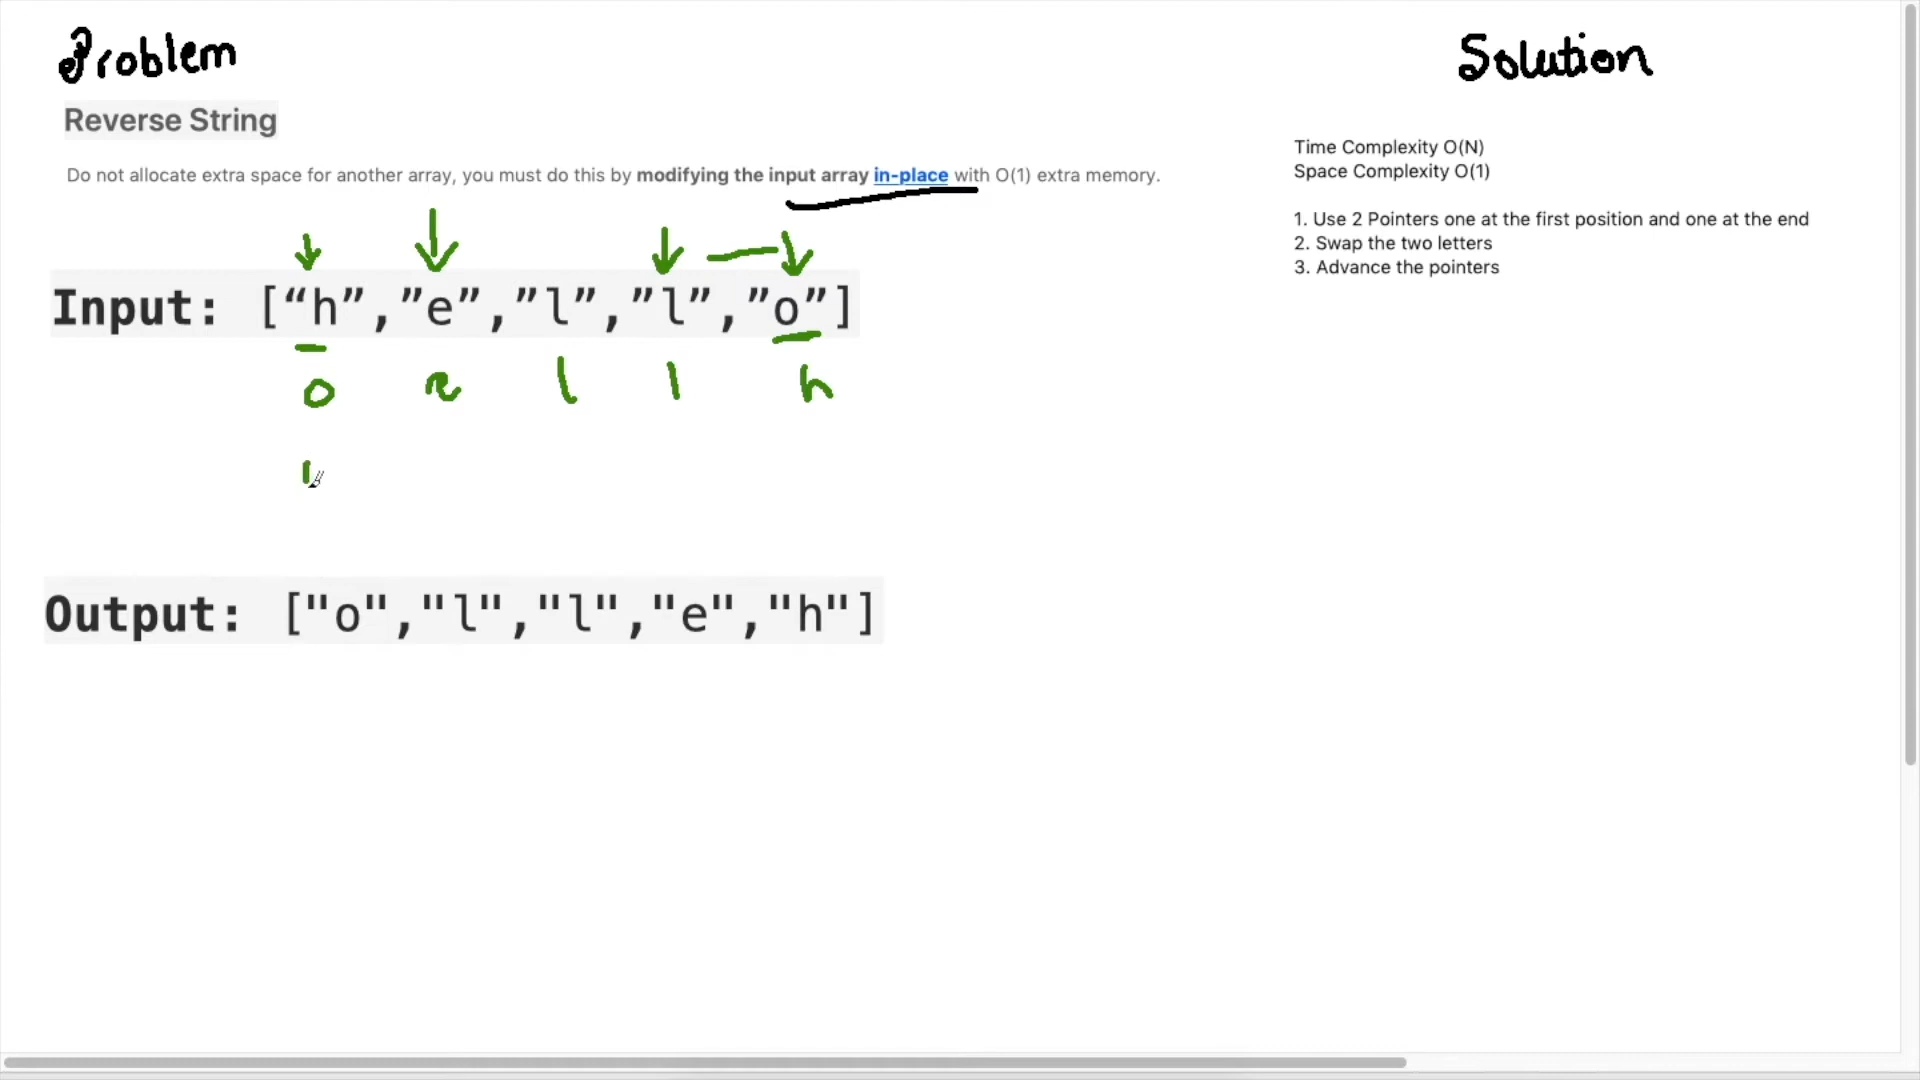 Problem
Solution
Reverse String
Do not allocate extra space for another array, you must do this by modifying the input array in-place with O(1) extra memory.
Time Complexity O(N)
Space Complexity O(1)
1. Use 2 Pointers one at the first position and one at the end
2. Swap the two letters
3. Advance the pointers
Input: [“h”,”e”,”l”,”l”,”o”]
o e l l h
Output: ["o","l","l","e","h"]